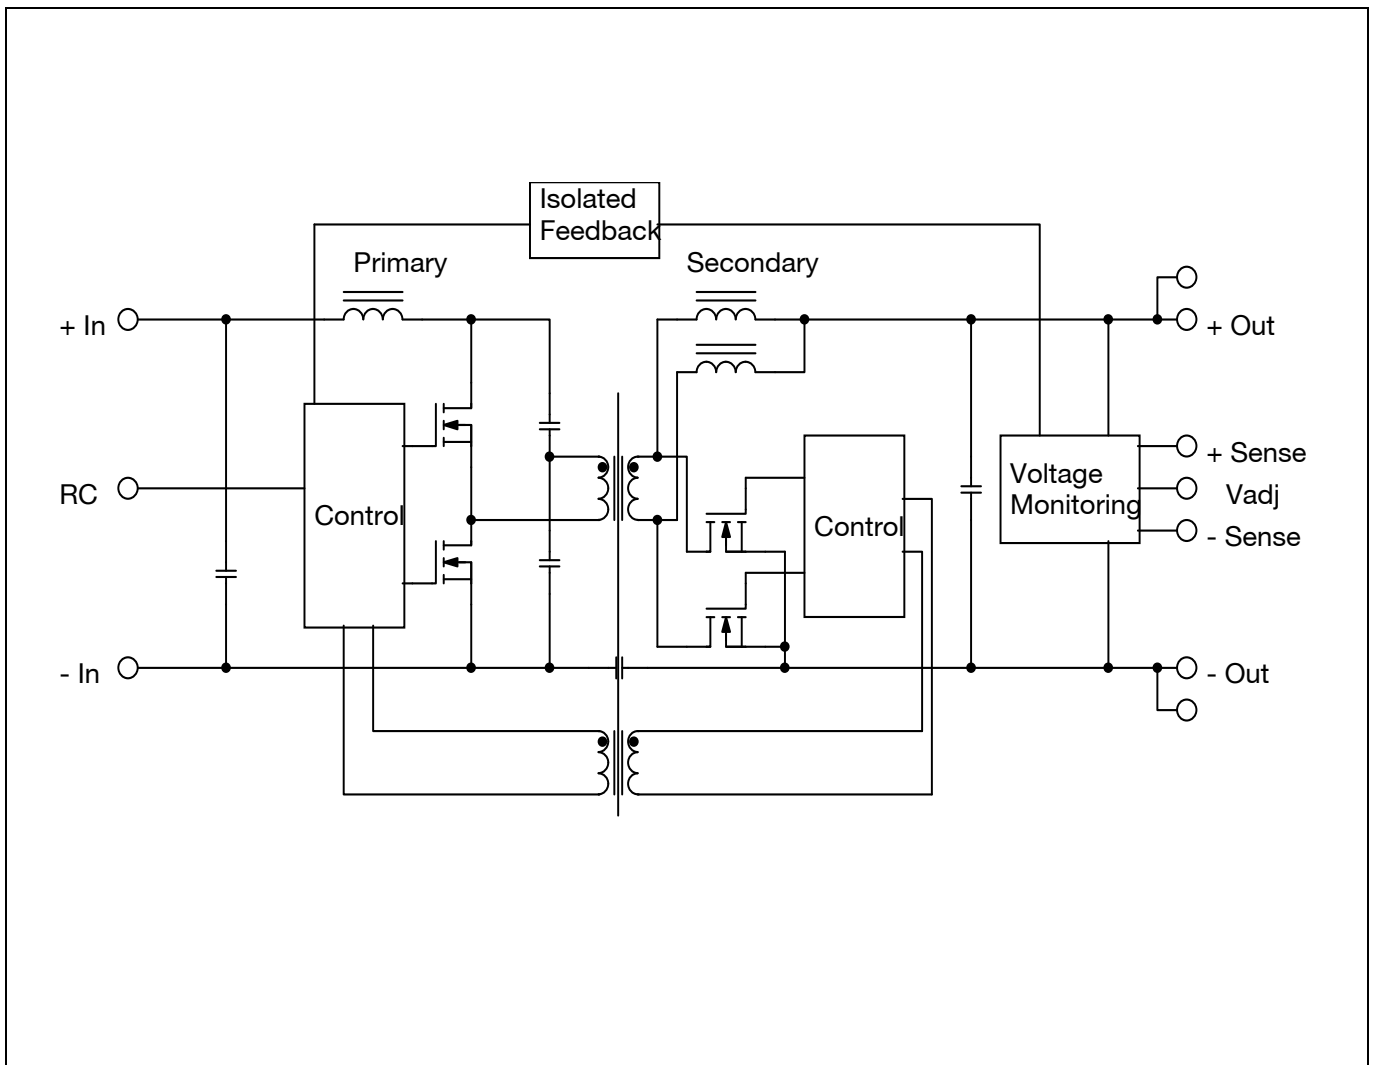 Isolated
Feedback
Primary
Secondary
+ In
+ Out
+ Sense
Voltage
Monitoring
RC
Vadj
Control
Control
- Sense
- In
- Out